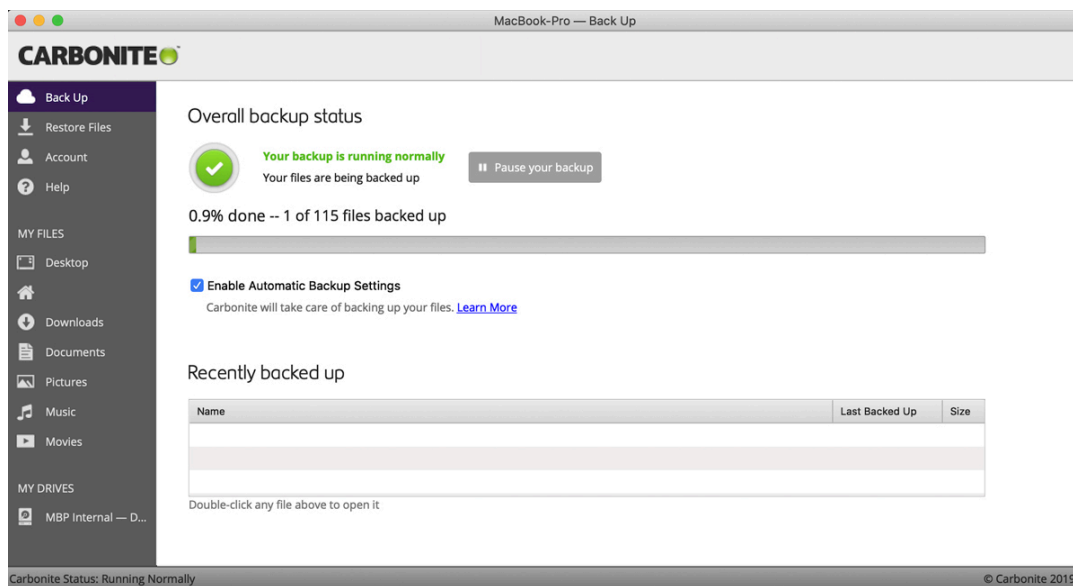 MacBook-Pro — Back Up
CARBONITE
Back Up
Restore Files
Account
Help
MY FILES
Desktop
Downloads
Documents
Pictures
Music
Movies
MY DRIVES
MBP Internal — D...
Overall backup status
Your backup is running normally
Your files are being backed up
Pause your backup
0.9% done -- 1 of 115 files backed up
Enable Automatic Backup Settings
Carbonite will take care of backing up your files. Learn More
Recently backed up
Name Last Backed Up Size
Double-click any file above to open it
Carbonite Status: Running Normally © Carbonite 2019